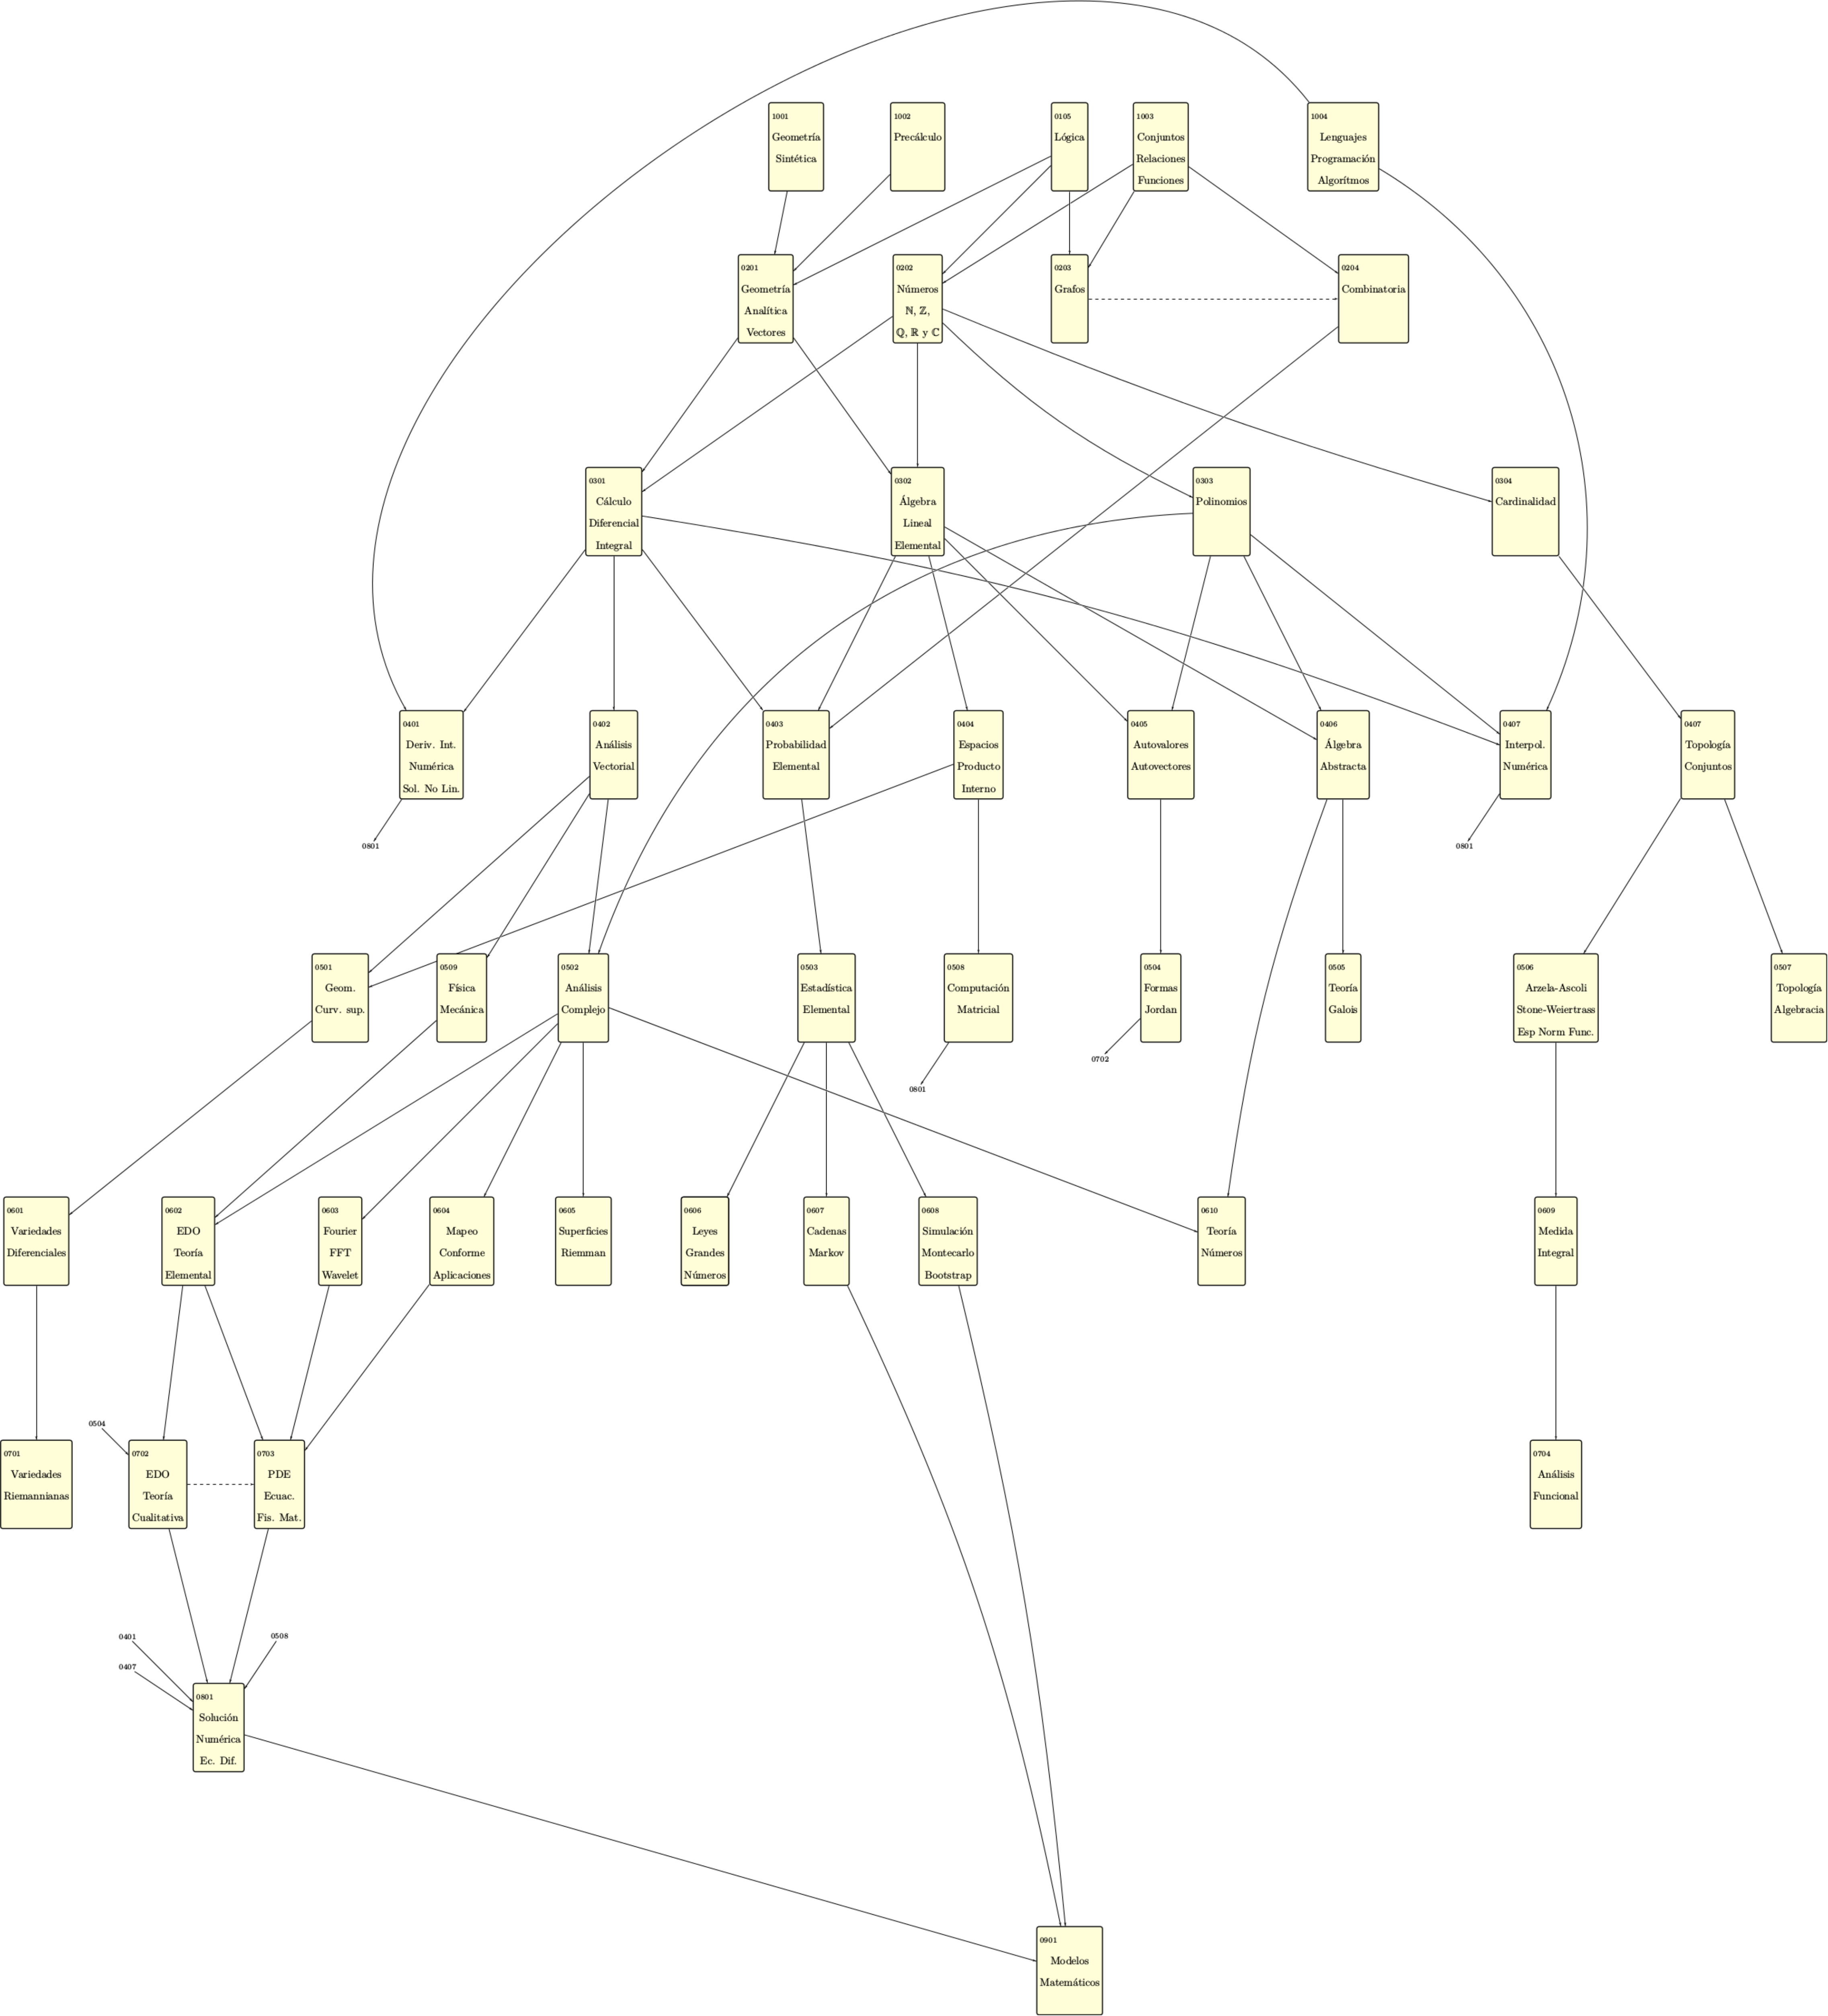 1001
Geometría
Sintética
1002
Precálculo
0105
Lógica
1003
Conjuntos
Relaciones
Funciones
1004
Lenguajes
Programación
Algorítmos
0201
Geometría
Analítica
Vectores
0202
Números
ℕ, ℤ,
ℚ, ℝ y ℂ
0203
Grafos
0204
Combinatoria
0301
Cálculo
Diferencial
Integral
0302
Álgebra
Lineal
Elemental
0303
Polinomios
0304
Cardinalidad
0401
Deriv. Int.
Numérica
Sol. No Lin.
0402
Análisis
Vectorial
0403
Probabilidad
Elemental
0404
Espacios
Producto
Interno
0405
Autovalores
Autovectores
0406
Álgebra
Abstracta
0407
Interpol.
Numérica
0407
Topología
Conjuntos
0801
0801
0501
Geom.
Curv. sup.
0509
Física
Mecánica
0502
Análisis
Complejo
0503
Estadística
Elemental
0508
Computación
Matricial
0504
Formas
Jordan
0505
Teoría
Galois
0506
Arzela-Ascoli
Stone-Weiertrass
Esp Norm Func.
0507
Topología
Algebracia
0702
0801
0601
Variedades
Diferenciales
0602
EDO
Teoría
Elemental
0603
Fourier
FFT
Wavelet
0604
Mapeo
Conforme
Aplicaciones
0605
Superficies
Riemman
0606
Leyes
Grandes
Números
0607
Cadenas
Markov
0608
Simulación
Montecarlo
Bootstrap
0610
Teoría
Números
0609
Medida
Integral
0504
0701
Variedades
Riemannianas
0702
EDO
Teoría
Cualitativa
0703
PDE
Ecuac.
Fis. Mat.
0704
Análisis
Funcional
0401
0508
0407
0801
Solución
Numérica
Ec. Dif.
0901
Modelos
Matemáticos